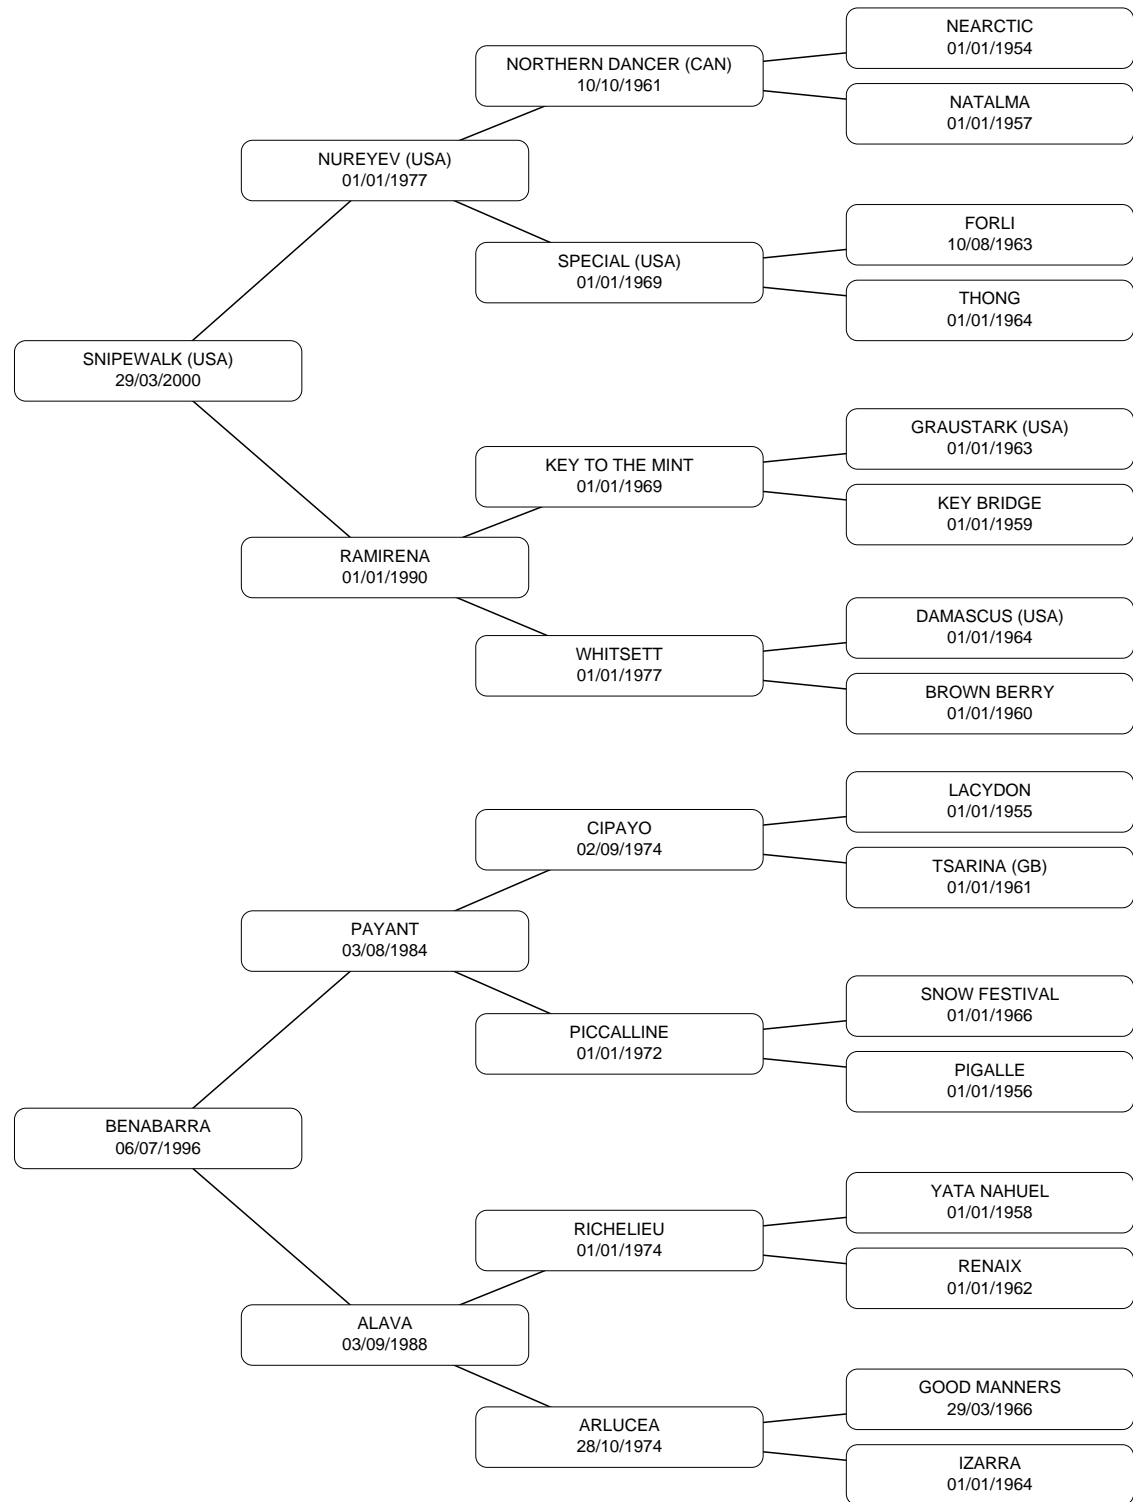 NEARCTIC
01/01/1954
NORTHERN DANCER (CAN)
10/10/1961
NATALMA
01/01/1957
NUREYEV (USA)
01/01/1977
FORLI
10/08/1963
SPECIAL (USA)
01/01/1969
THONG
01/01/1964
SNIPEWALK (USA)
29/03/2000
GRAUSTARK (USA)
01/01/1963
KEY TO THE MINT
01/01/1969
KEY BRIDGE
01/01/1959
RAMIRENA
01/01/1990
DAMASCUS (USA)
01/01/1964
WHITSETT
01/01/1977
BROWN BERRY
01/01/1960
LACYDON
01/01/1955
CIPAYO
02/09/1974
TSARINA (GB)
01/01/1961
PAYANT
03/08/1984
SNOW FESTIVAL
01/01/1966
PICCALLINE
01/01/1972
PIGALLE
01/01/1956
BENABARRA
06/07/1996
YATA NAHUEL
01/01/1958
RICHELIEU
01/01/1974
RENAIX
01/01/1962
ALAVA
03/09/1988
GOOD MANNERS
29/03/1966
ARLUCEA
28/10/1974
IZARRA
01/01/1964